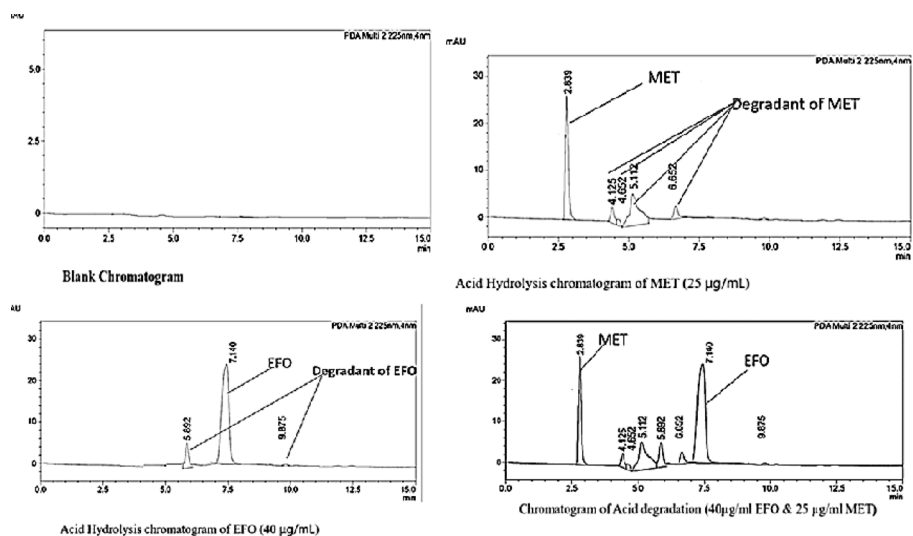 PDA Multi 2 225nm,4nm
5.0
2.5
0
0.0 2.5 5.0 7.5 10.0 12.5 15.0
min
Blank Chromatogram
mAU
PDA Multi 2 225nm,4nm
30
20
10
0
2.839
MET
Degradant of MET
4.125
4.652
5.112
6.652
0.0 2.5 5.0 7.5 10.0 12.5 15.0
min
Acid Hydrolysis chromatogram of MET (25 µg/mL)
AU
PDA Multi 2 225nm,4nm
30
20
10
0
5.892
7.140
EFO
Degradant of EFO
9.875
0.0 2.5 5.0 7.5 10.0 12.5 15.0
min
Acid Hydrolysis chromatogram of EFO (40 µg/mL)
mAU
PDA Multi 2 225nm,4nm
30
20
10
0
2.839
MET
4.125
4.652
5.112
5.892
7.140
EFO
9.875
0.0 2.5 5.0 7.5 10.0 12.5 15.0
min
Chromatogram of Acid degradation (40µg/ml EFO & 25 µg/ml MET)